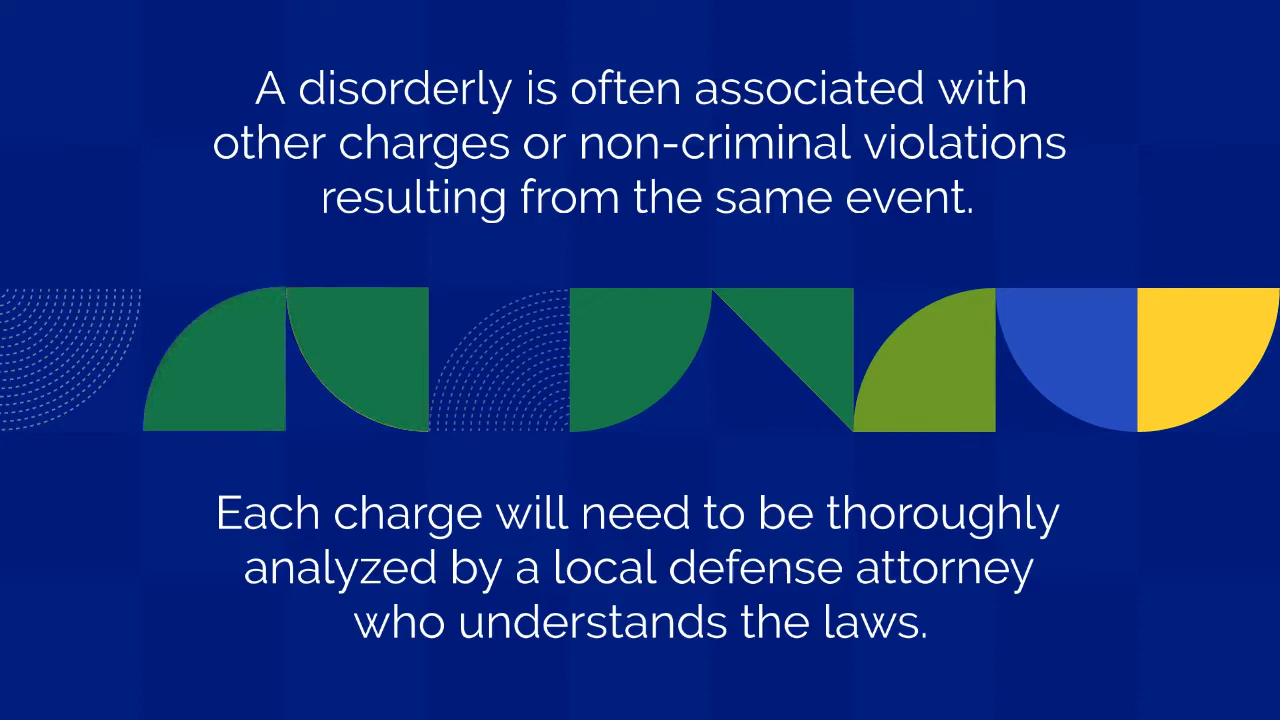 A disorderly is often associated with
other charges or non-criminal violations
resulting from the same event.
Each charge will need to be thoroughly
analyzed by a local defense attorney
who understands the laws.